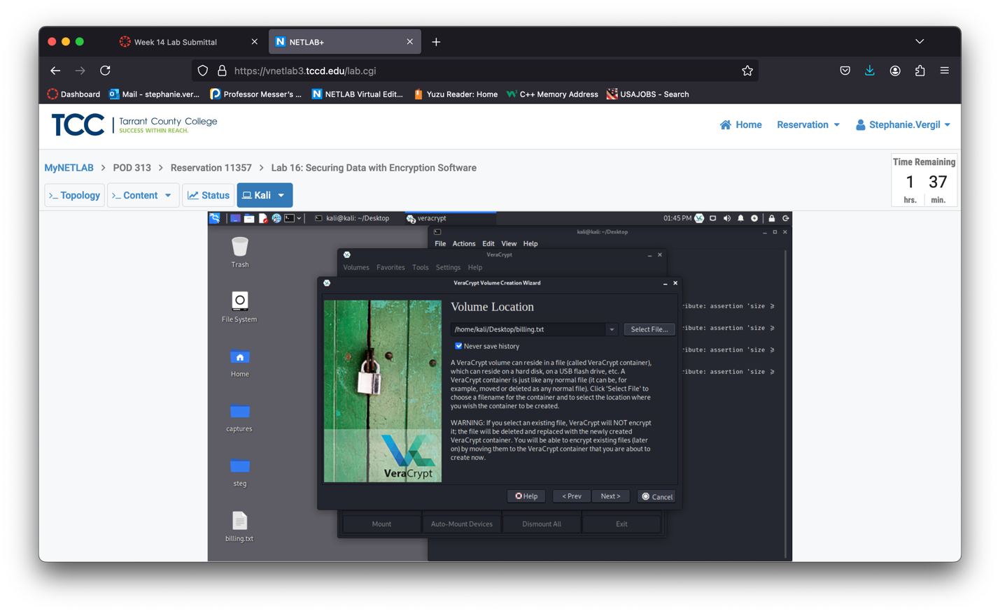 Week 14 Lab Submittal
NETLAB+
https://vnetlab3.tccd.edu/lab.cgi
Dashboard
Mail - stephanie.ver...
Professor Messer's ...
NETLAB Virtual Edit...
Yuzu Reader: Home
C++ Memory Address
USAJOBS - Search
TCC
Tarrant County College
SUCCESS WITHIN REACH.
Home
Reservation
Stephanie.Vergil
MyNETLAB > POD 313 > Reservation 11357 > Lab 16: Securing Data with Encryption Software
Time Remaining
1 37
hrs. min.
>_ Topology
>_ Content
Status
Kali
kali@kali: ~/Desktop
veracrypt
01:45 PM
kali@kali: ~/Desktop
File Actions Edit View Help
VeraCrypt
Volumes Favorites Tools Settings Help
VeraCrypt Volume Creation Wizard
Volume Location
/home/kali/Desktop/billing.txt
Select File...
Never save history
A VeraCrypt volume can reside in a file (called VeraCrypt container),
which can reside on a hard disk, on a USB flash drive, etc. A
VeraCrypt container is just like any normal file (it can be, for
example, moved or deleted as any normal file). Click 'Select File' to
choose a filename for the container and to select the location where
you wish the container to be created.
WARNING: If you select an existing file, VeraCrypt will NOT encrypt
it; the file will be deleted and replaced with the newly created
VeraCrypt container. You will be able to encrypt existing files (later
on) by moving them to the VeraCrypt container that you are about to
create now.
VeraCrypt
Help
< Prev
Next >
Cancel
Mount
Auto-Mount Devices
Dismount All
Exit
ribute: assertion 'size ⩾
ribute: assertion 'size ⩾
ribute: assertion 'size ⩾
ribute: assertion 'size ⩾
Trash
File System
Home
captures
steg
billing.txt